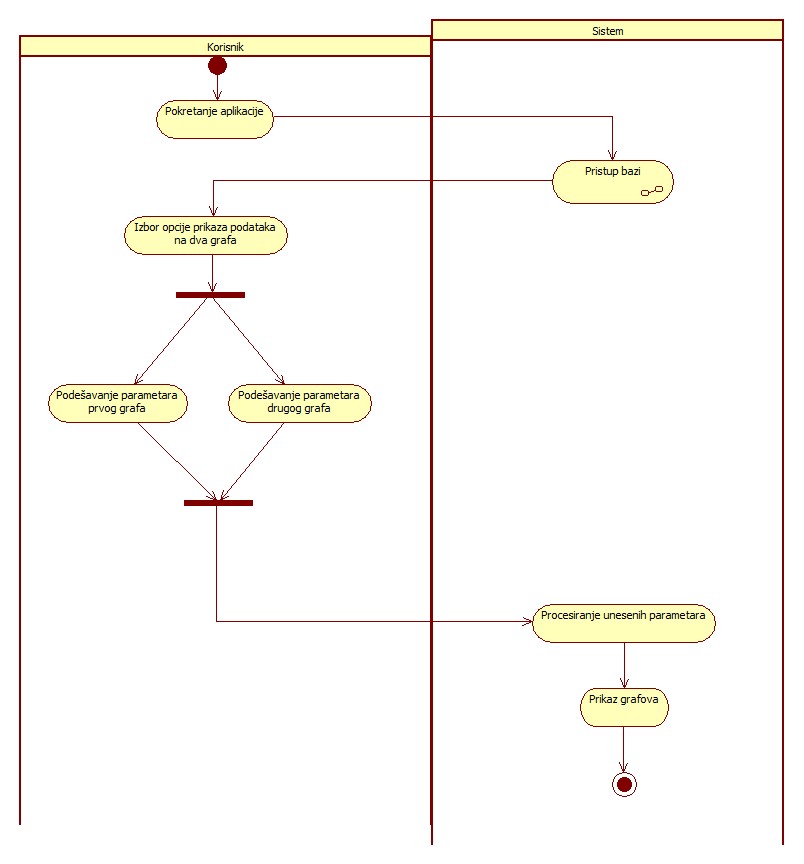 Korisnik
Sistem
Pokretanje aplikacije
Pristup bazi
Izbor opcije prikaza podataka
na dva grafa
Podešavanje parametara
prvog grafa
Podešavanje parametara
drugog grafa
Procesiranje unesenih parametara
Prikaz grafova